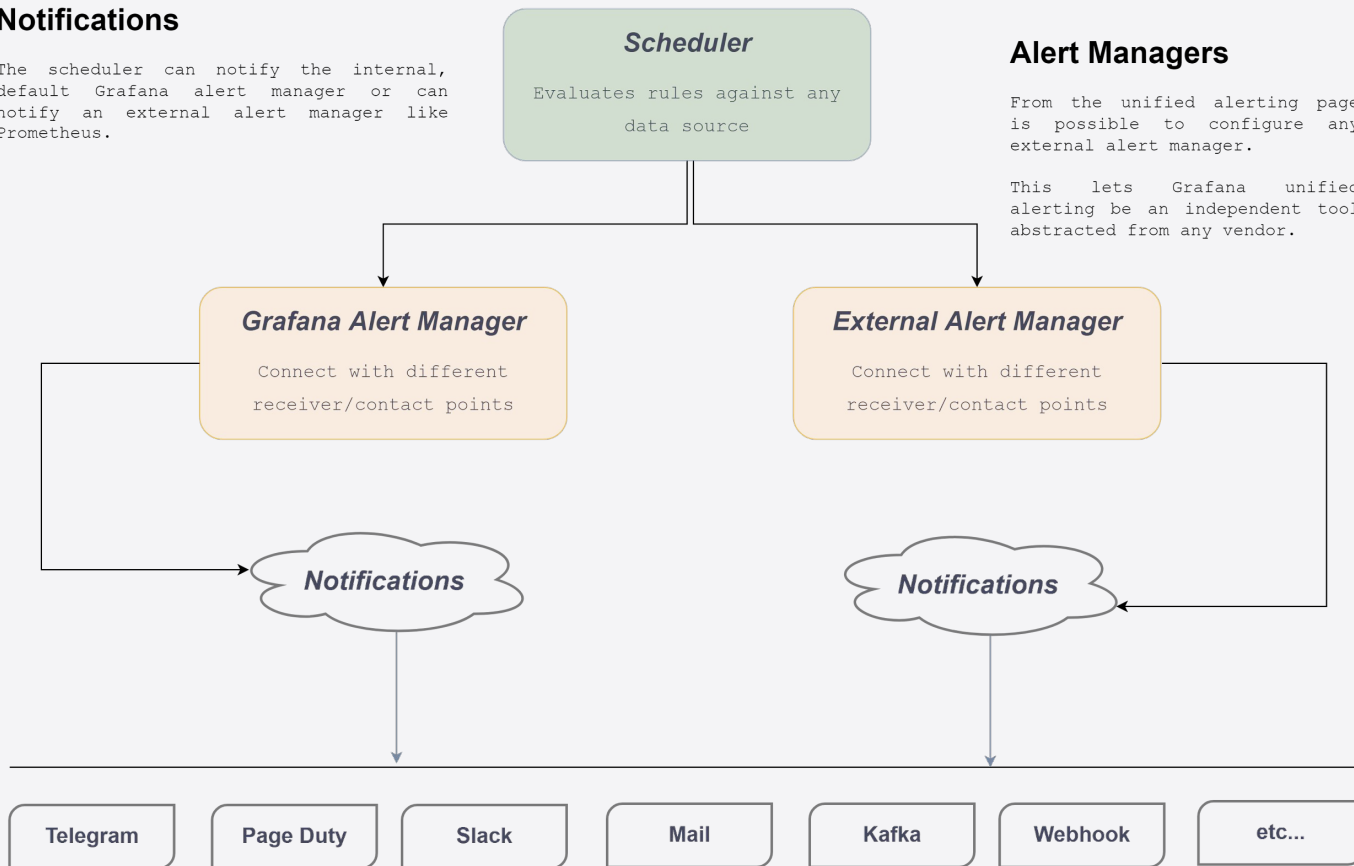 Notifications
The scheduler can notify the internal,
default Grafana alert manager or can
notify an external alert manager like
Prometheus.
Scheduler
Evaluates rules against any
data source
Alert Managers
From the unified alerting page
is possible to configure any
external alert manager.
This lets Grafana unified
alerting be an independent tool
abstracted from any vendor.
Grafana Alert Manager
Connect with different
receiver/contact points
External Alert Manager
Connect with different
receiver/contact points
Notifications
Notifications
Telegram
Page Duty
Slack
Mail
Kafka
Webhook
etc...